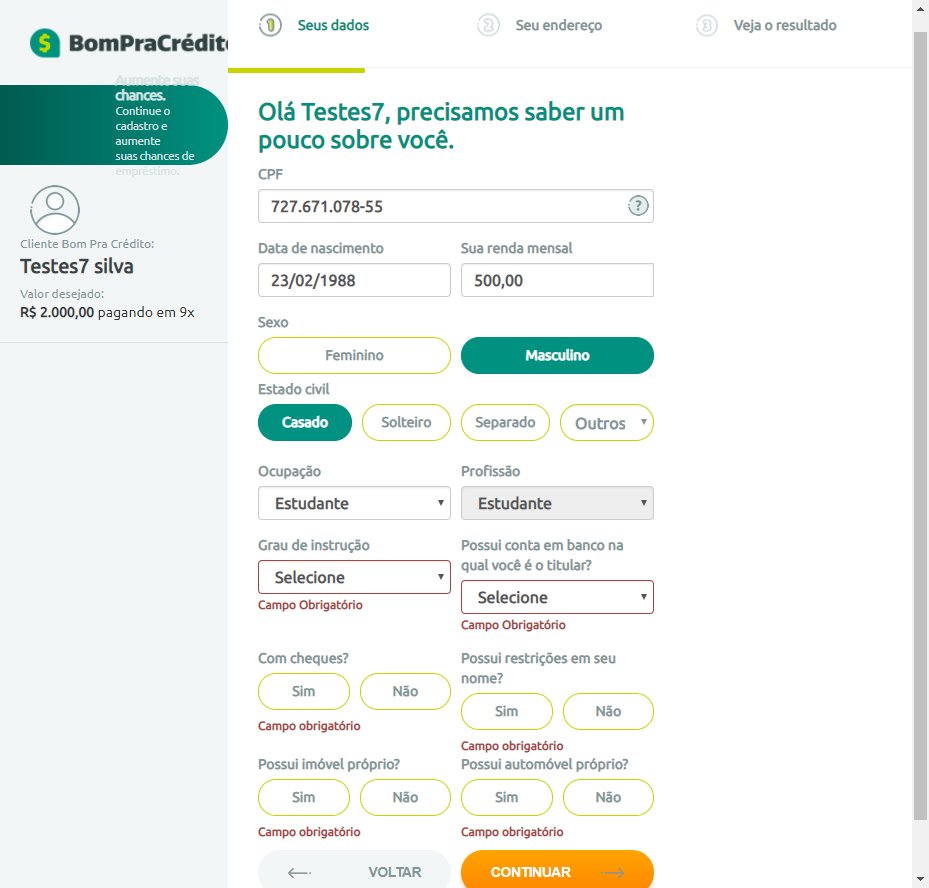 1 Seus dados
2 Seu endereço
3 Veja o resultado
$ BomPraCrédito
Aumente suas
chances.
Continue o
cadastro e
aumente
suas chances de
empréstimo.
Cliente Bom Pra Crédito:
Testes7 silva
Valor desejado:
R$ 2.000,00 pagando em 9x
Olá Testes7, precisamos saber um
pouco sobre você.
CPF
727.671.078-55 ?
Data de nascimento
23/02/1988
Sua renda mensal
500,00
Sexo
Feminino Masculino
Estado civil
Casado Solteiro Separado Outros
Ocupação
Estudante
Profissão
Estudante
Grau de instrução
Selecione
Campo Obrigatório
Possui conta em banco na
qual você é o titular?
Selecione
Campo Obrigatório
Com cheques?
Sim Não
Campo obrigatório
Possui restrições em seu
nome?
Sim Não
Campo obrigatório
Possui imóvel próprio?
Sim Não
Campo obrigatório
Possui automóvel próprio?
Sim Não
Campo obrigatório
VOLTAR
CONTINUAR